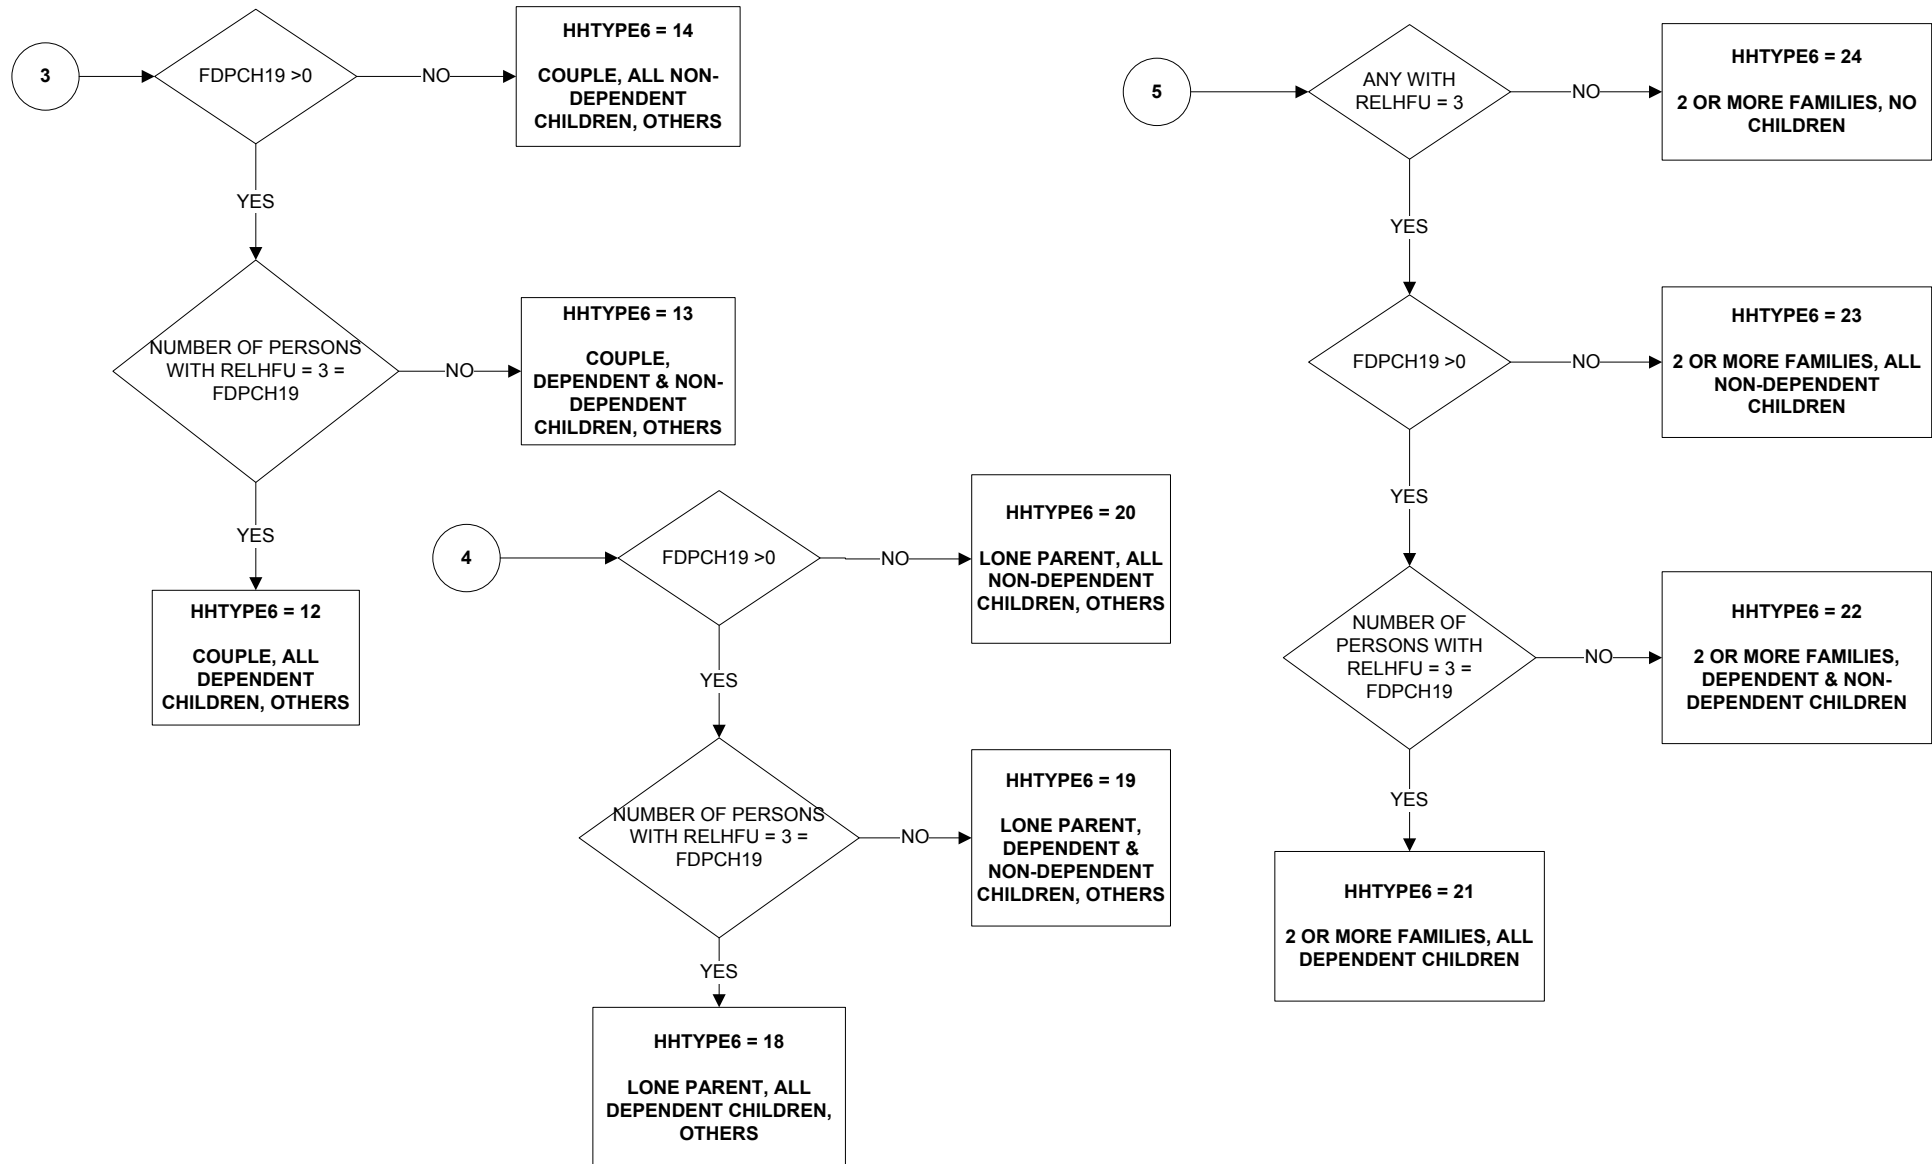 3
FDPCH19 >0
NO
HHTYPE6 = 14
COUPLE, ALL NON-
DEPENDENT
CHILDREN, OTHERS
YES
NUMBER OF PERSONS
WITH RELHFU = 3 =
FDPCH19
NO
HHTYPE6 = 13
COUPLE,
DEPENDENT & NON-
DEPENDENT
CHILDREN, OTHERS
YES
HHTYPE6 = 12
COUPLE, ALL
DEPENDENT
CHILDREN, OTHERS
4
FDPCH19 >0
NO
HHTYPE6 = 20
LONE PARENT, ALL
NON-DEPENDENT
CHILDREN, OTHERS
YES
NUMBER OF PERSONS
WITH RELHFU = 3 =
FDPCH19
NO
HHTYPE6 = 19
LONE PARENT,
DEPENDENT &
NON-DEPENDENT
CHILDREN, OTHERS
YES
HHTYPE6 = 18
LONE PARENT, ALL
DEPENDENT CHILDREN,
OTHERS
5
ANY WITH
RELHFU = 3
NO
HHTYPE6 = 24
2 OR MORE FAMILIES, NO
CHILDREN
YES
FDPCH19 >0
NO
HHTYPE6 = 23
2 OR MORE FAMILIES, ALL
NON-DEPENDENT
CHILDREN
YES
NUMBER OF
PERSONS WITH
RELHFU = 3 =
FDPCH19
NO
HHTYPE6 = 22
2 OR MORE FAMILIES,
DEPENDENT & NON-
DEPENDENT CHILDREN
YES
HHTYPE6 = 21
2 OR MORE FAMILIES, ALL
DEPENDENT CHILDREN